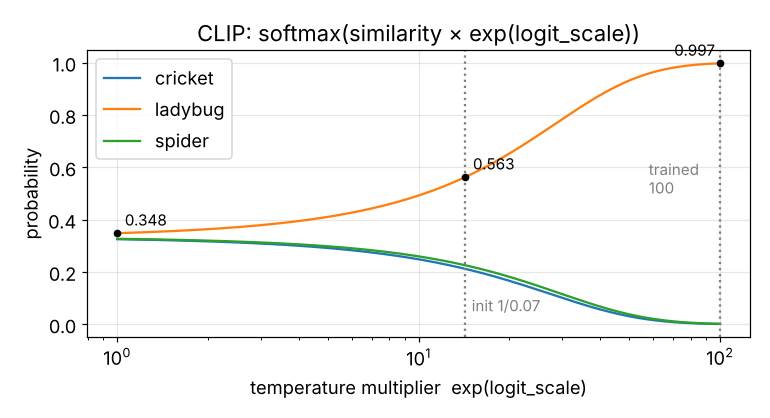 CLIP: softmax(similarity × exp(logit_scale))
probability
1.0
0.8
0.6
0.4
0.2
0.0
cricket
ladybug
spider
0.348
0.563
0.997
trained
100
init 1/0.07
10⁰
10¹
10²
temperature multiplier  exp(logit_scale)